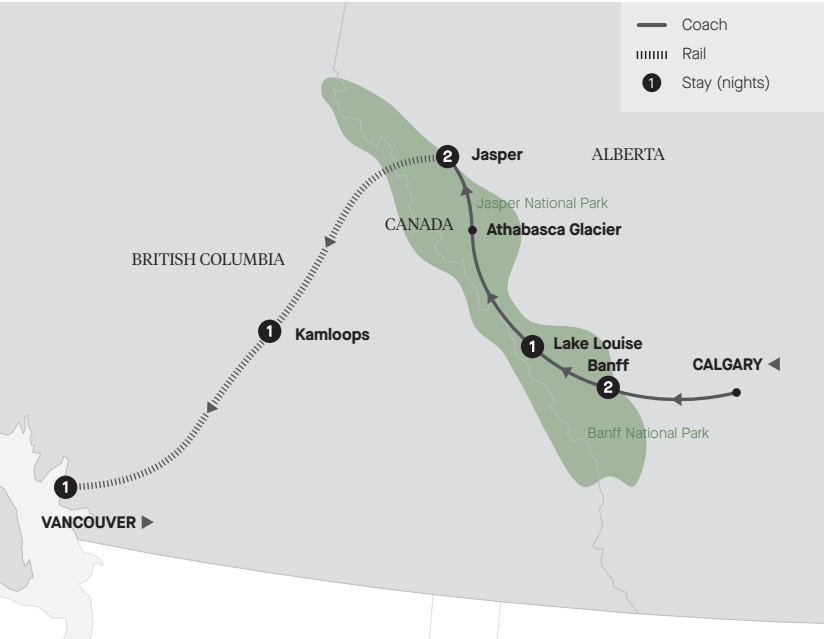 Coach
Rail
1 Stay (nights)
2 Jasper
ALBERTA
Jasper National Park
CANADA
Athabasca Glacier
BRITISH COLUMBIA
1 Kamloops
1 Lake Louise
Banff
2
CALGARY
Banff National Park
1
VANCOUVER